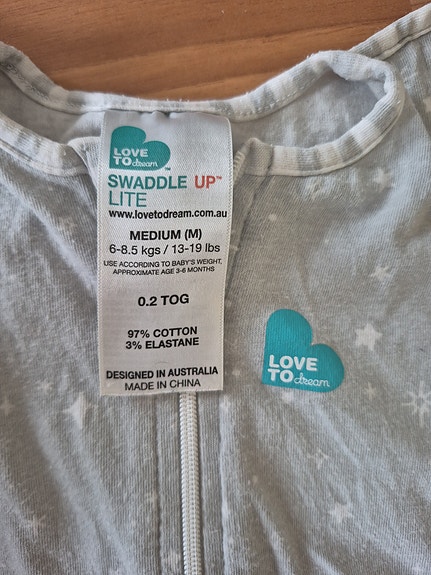 LOVE
TO dream™
SWADDLE UP™
LITE
www.lovetodream.com.au
MEDIUM (M)
6-8.5 kgs / 13-19 lbs
USE ACCORDING TO BABY'S WEIGHT,
APPROXIMATE AGE 3-6 MONTHS
0.2 TOG
97% COTTON
3% ELASTANE
DESIGNED IN AUSTRALIA
MADE IN CHINA
LOVE
TO dream